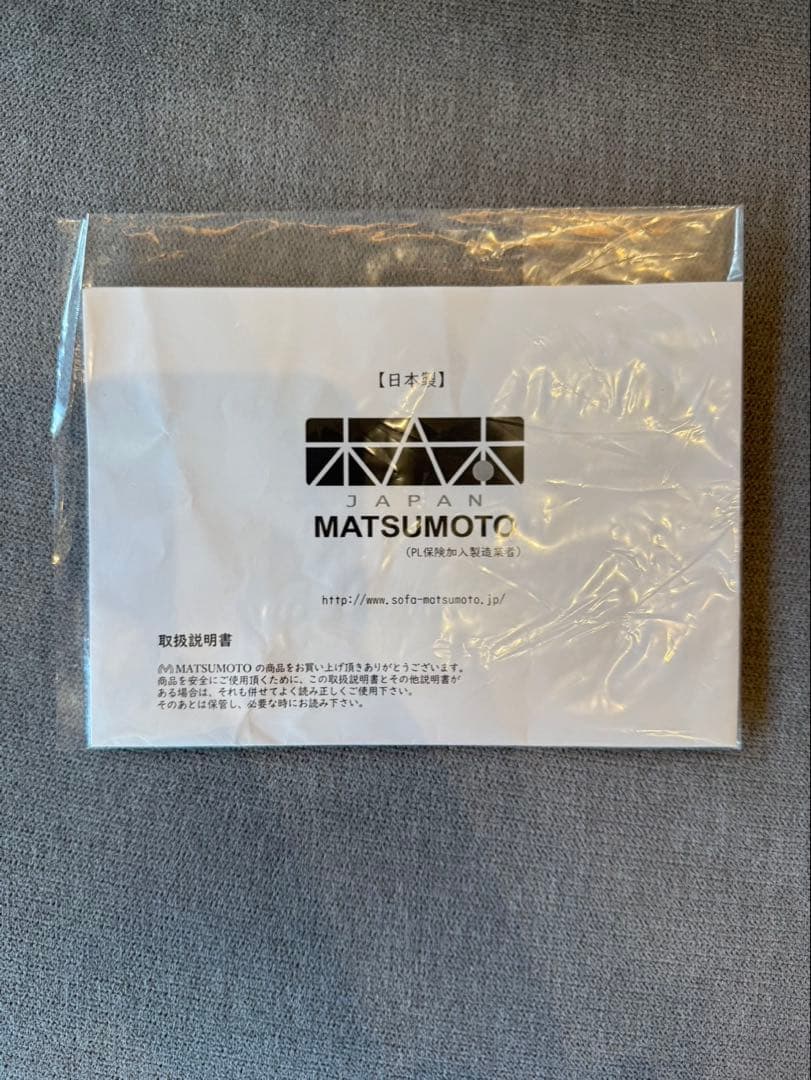 【日本製】
JAPAN
MATSUMOTO
(PL保険加入製造業者)
http://www.sofa-matsumoto.jp/
取扱説明書
MATSUMOTO の商品をお買い上げ頂きありがとうございます。
商品を安全にご使用頂くために、この取扱説明書とその他説明書が
ある場合は、それも併せてよく読み正しくご使用下さい。
そのあとは保管し、必要な時にお読み下さい。